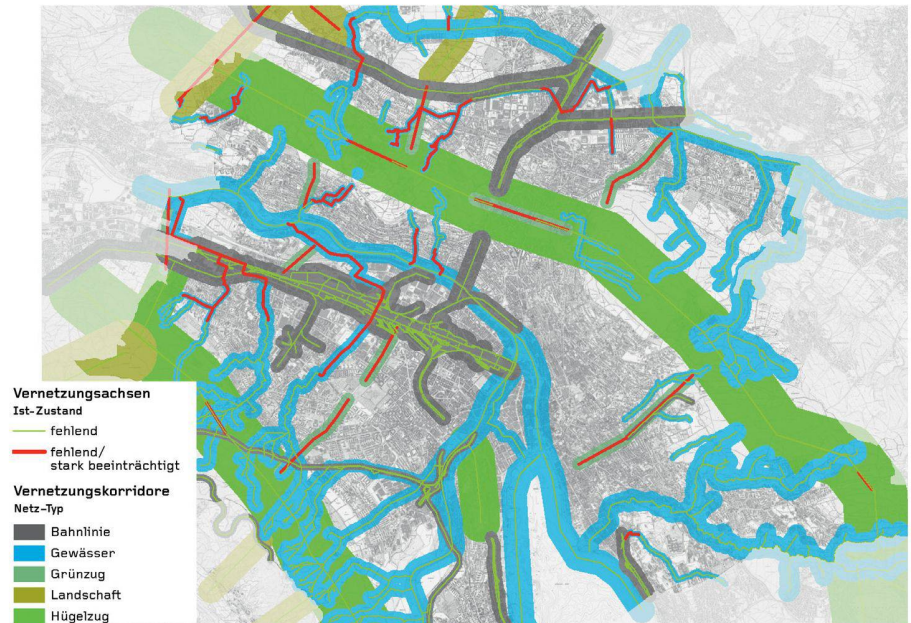 Vernetzungsachsen
Ist-Zustand
fehlend
fehlend/
stark beeinträchtigt
Vernetzungskorridore
Netz-Typ
Bahnlinie
Gewässer
Grünzug
Landschaft
Hügelzug